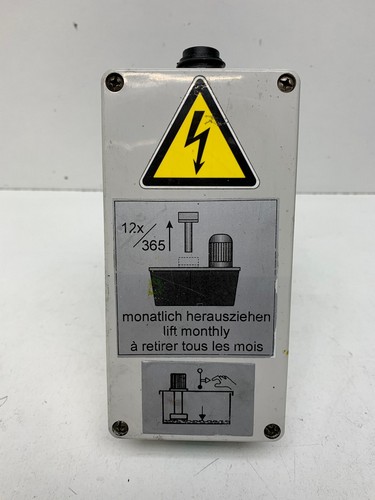 12x/
365
monatlich herausziehen
lift monthly
à retirer tous les mois